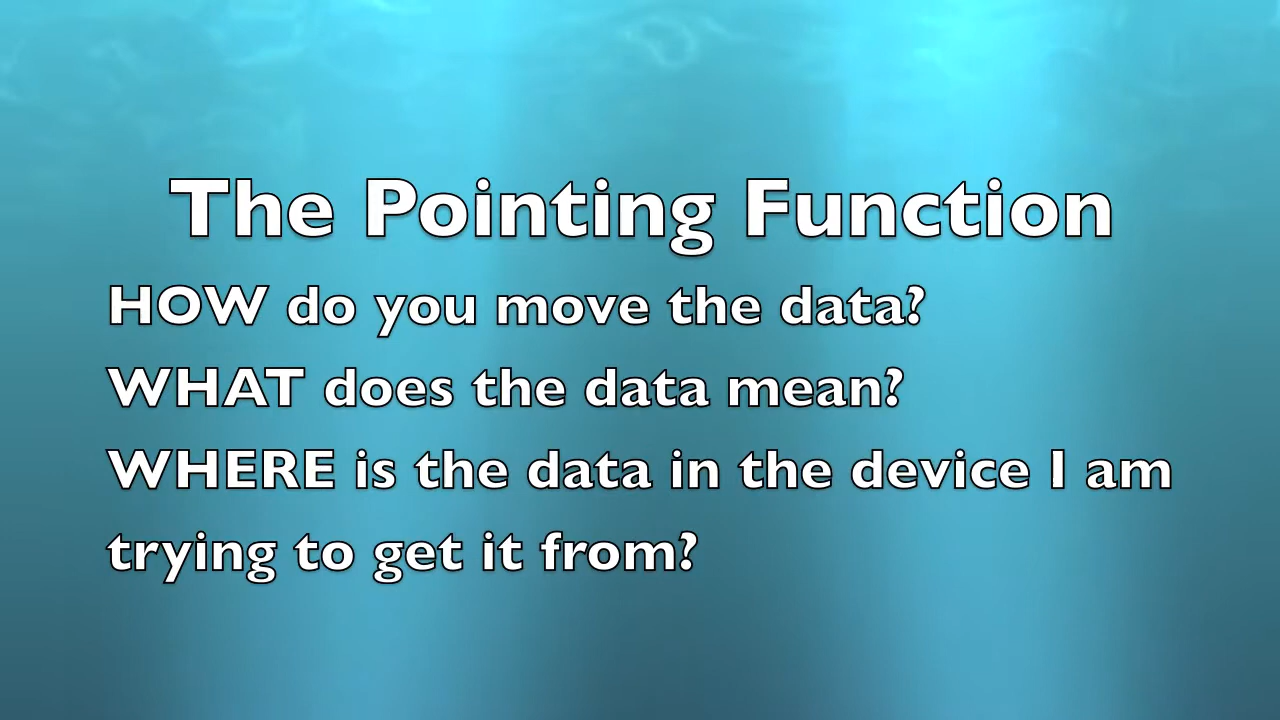 The Pointing Function
HOW do you move the data?
WHAT does the data mean?
WHERE is the data in the device I am
trying to get it from?